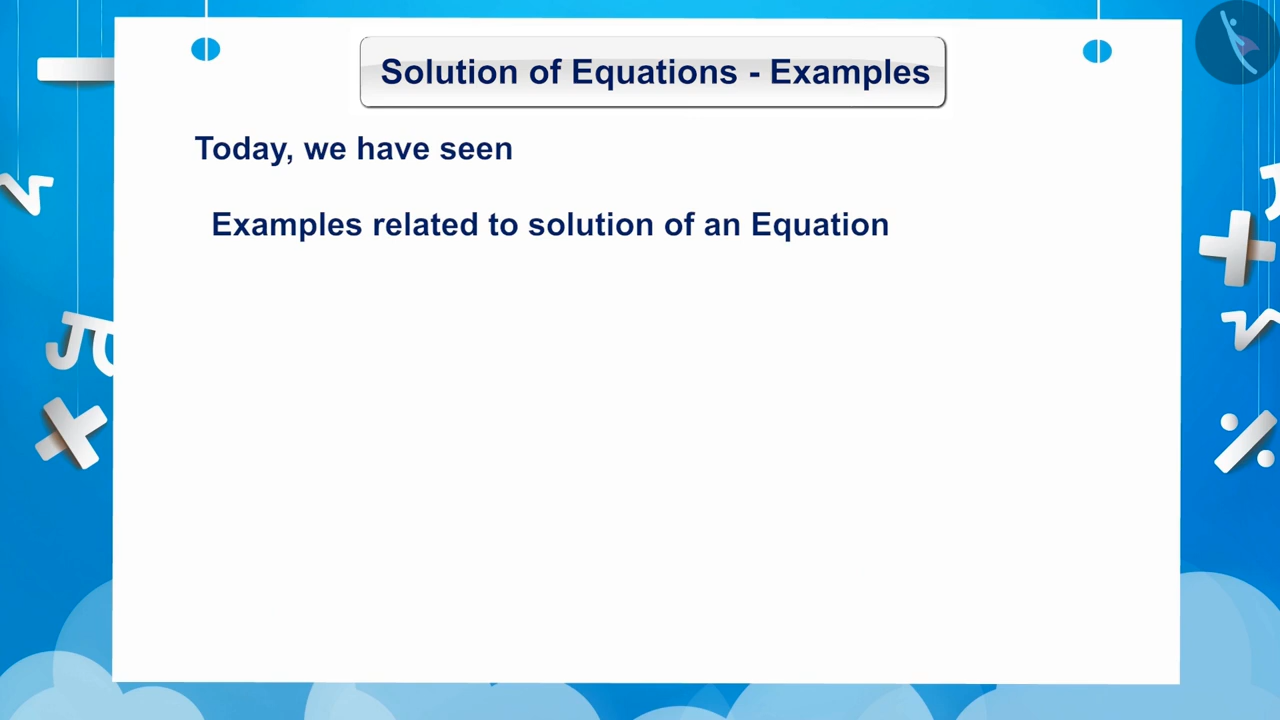 Solution of Equations - Examples
Today, we have seen
Examples related to solution of an Equation